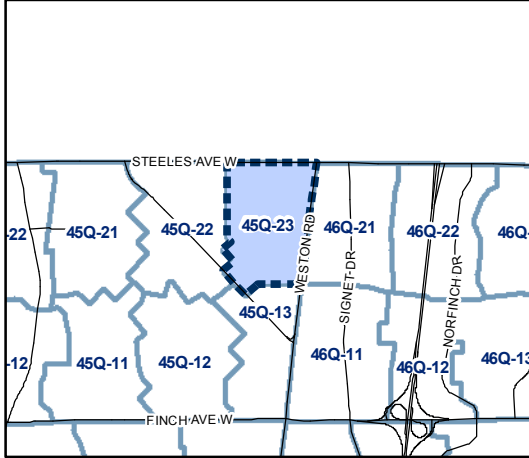 STEELES AVE W
-22
45Q-21
45Q-22
45Q-23
46Q-21
46Q-22
46Q-
WESTON RD
SIGNET DR
NORFINCH DR
45Q-13
-12
45Q-11
45Q-12
46Q-11
46Q-12
46Q-13
FINCH AVE W